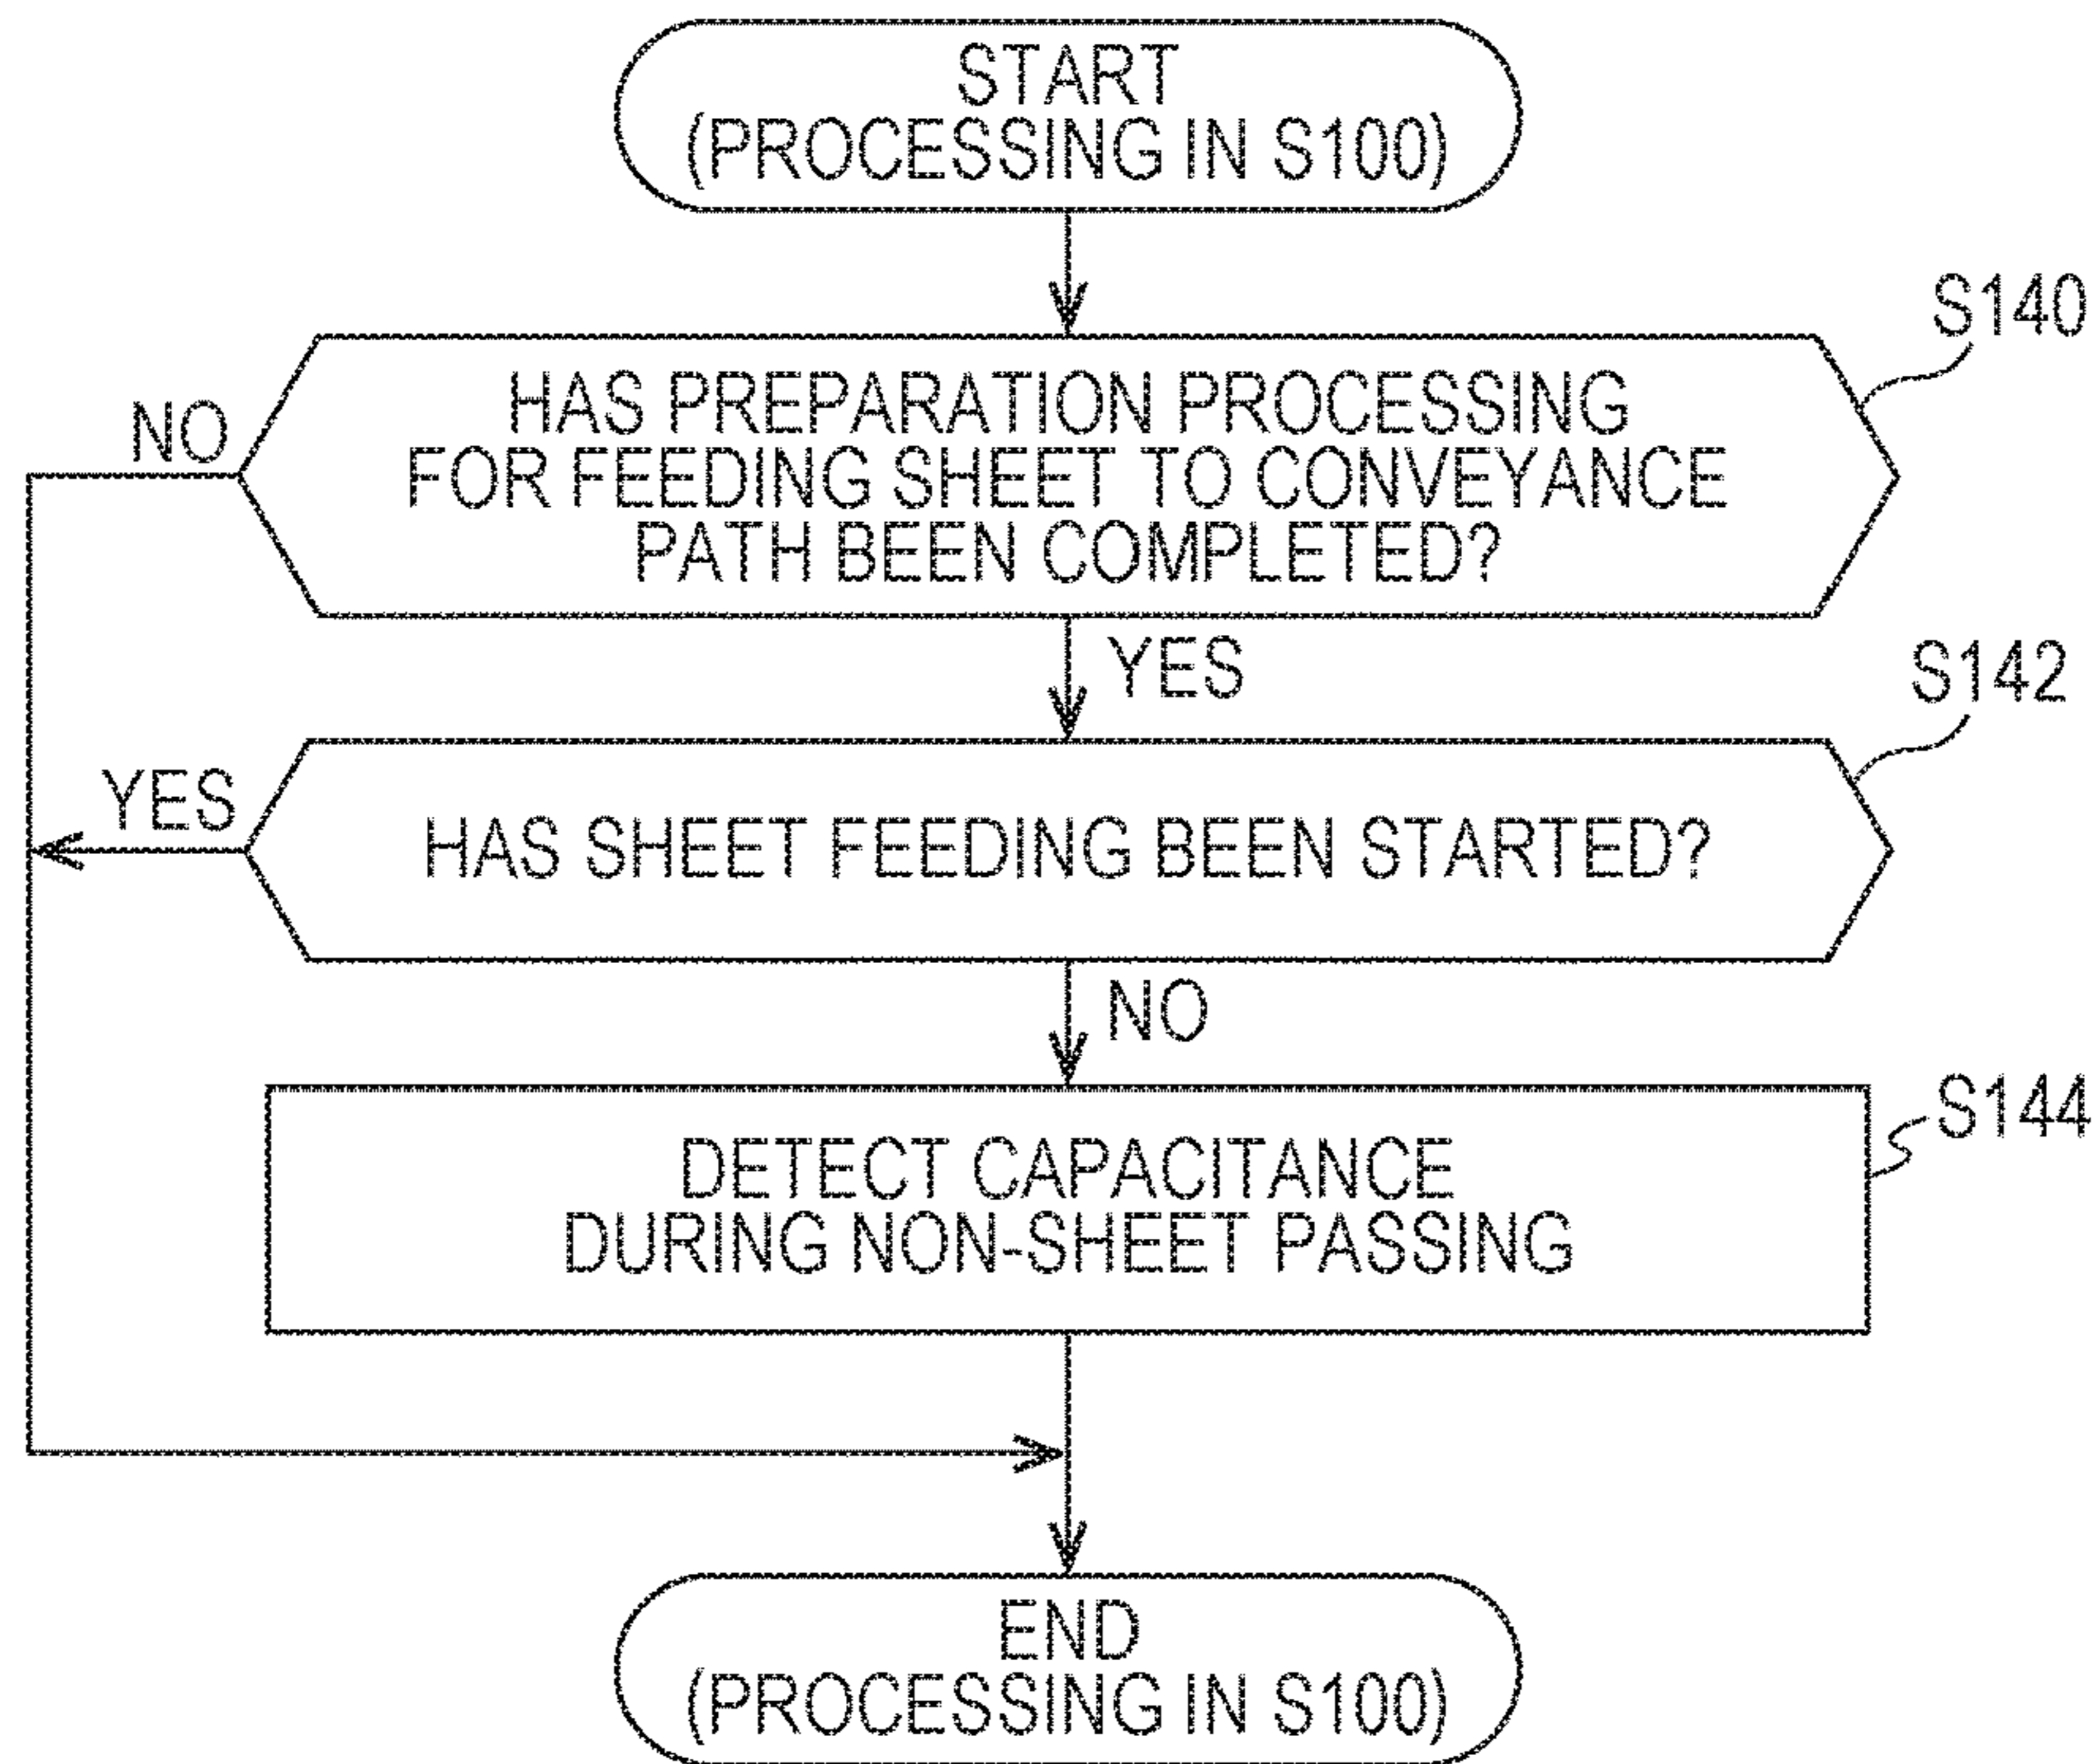 START
(PROCESSING IN S100)
S140
NO
HAS PREPARATION PROCESSING
FOR FEEDING SHEET TO CONVEYANCE
PATH BEEN COMPLETED?
YES
S142
YES
HAS SHEET FEEDING BEEN STARTED?
NO
S144
DETECT CAPACITANCE
DURING NON-SHEET PASSING
END
(PROCESSING IN S100)